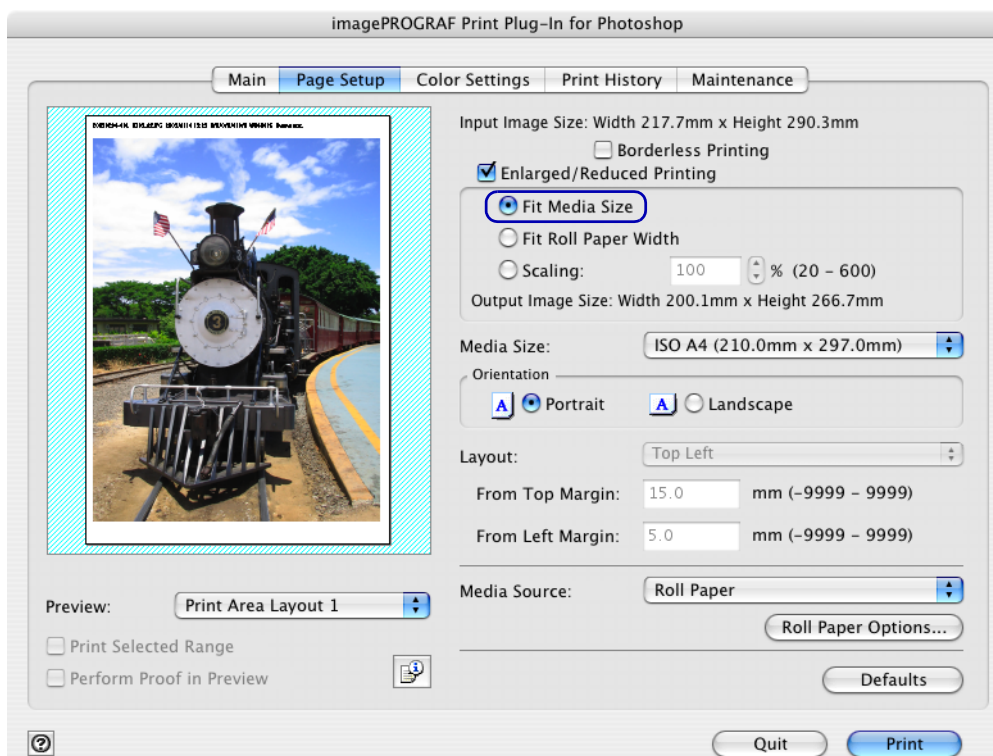 imagePROGRAF Print Plug-In for Photoshop
Main Page Setup Color Settings Print History Maintenance
Input Image Size: Width 217.7mm x Height 290.3mm
Borderless Printing
Enlarged/Reduced Printing
Fit Media Size
Fit Roll Paper Width
Scaling: 100 % (20 – 600)
Output Image Size: Width 200.1mm x Height 266.7mm
Media Size: ISO A4 (210.0mm x 297.0mm)
Orientation
A Portrait A Landscape
Layout: Top Left
From Top Margin: 15.0 mm (-9999 – 9999)
From Left Margin: 5.0 mm (-9999 – 9999)
Media Source: Roll Paper
Roll Paper Options...
Defaults
3
Preview: Print Area Layout 1
Print Selected Range
Perform Proof in Preview
?
Quit Print